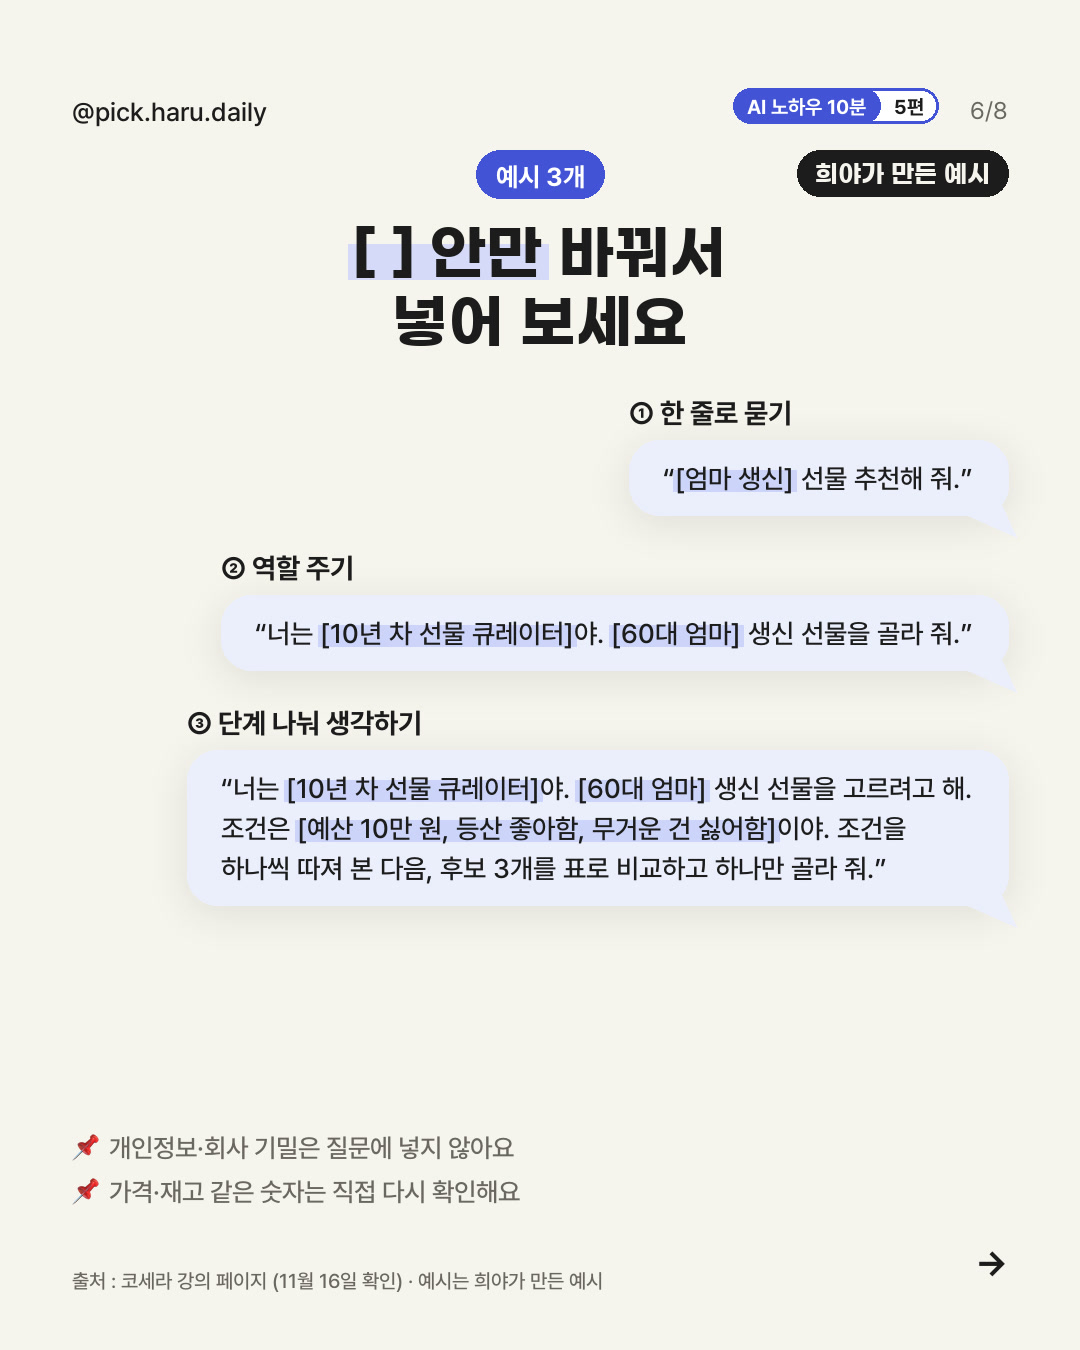 @pick.haru.daily
AI 노하우 10분 5편 6/8
예시 3개
희야가 만든 예시
[ ] 안만 바꿔서
넣어 보세요
① 한 줄로 묻기
“[엄마 생신] 선물 추천해 줘.”
② 역할 주기
“너는 [10년 차 선물 큐레이터]야. [60대 엄마] 생신 선물을 골라 줘.”
③ 단계 나눠 생각하기
“너는 [10년 차 선물 큐레이터]야. [60대 엄마] 생신 선물을 고르려고 해.
조건은 [예산 10만 원, 등산 좋아함, 무거운 건 싫어함]이야. 조건을
하나씩 따져 본 다음, 후보 3개를 표로 비교하고 하나만 골라 줘.”
📌 개인정보·회사 기밀은 질문에 넣지 않아요
📌 가격·재고 같은 숫자는 직접 다시 확인해요
→
출처 : 코세라 강의 페이지 (11월 16일 확인) · 예시는 희야가 만든 예시